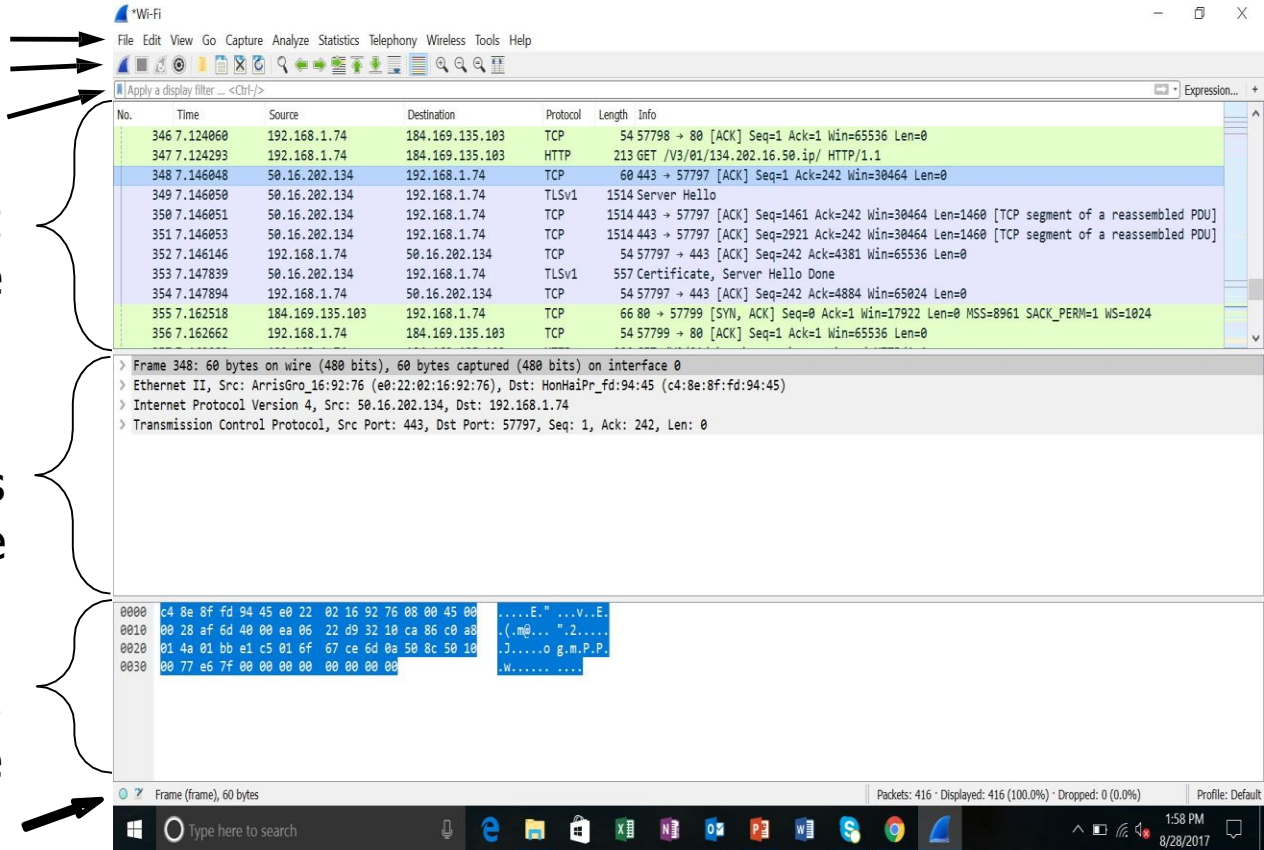 *Wi-Fi
File Edit View Go Capture Analyze Statistics Telephony Wireless Tools Help
Apply a display filter ... <Ctrl-/>
Expression... +
No. Time Source Destination Protocol Length Info
346 7.124060 192.168.1.74 184.169.135.103 TCP 54 57798 → 80 [ACK] Seq=1 Ack=1 Win=65536 Len=0
347 7.124293 192.168.1.74 184.169.135.103 HTTP 213 GET /V3/01/134.202.16.50.ip/ HTTP/1.1
348 7.146048 50.16.202.134 192.168.1.74 TCP 60 443 → 57797 [ACK] Seq=1 Ack=242 Win=30464 Len=0
349 7.146050 50.16.202.134 192.168.1.74 TLSv1 1514 Server Hello
350 7.146051 50.16.202.134 192.168.1.74 TCP 1514 443 → 57797 [ACK] Seq=1461 Ack=242 Win=30464 Len=1460 [TCP segment of a reassembled PDU]
351 7.146053 50.16.202.134 192.168.1.74 TCP 1514 443 → 57797 [ACK] Seq=2921 Ack=242 Win=30464 Len=1460 [TCP segment of a reassembled PDU]
352 7.146146 192.168.1.74 50.16.202.134 TCP 54 57797 → 443 [ACK] Seq=242 Ack=4381 Win=65536 Len=0
353 7.147839 50.16.202.134 192.168.1.74 TLSv1 557 Certificate, Server Hello Done
354 7.147894 192.168.1.74 50.16.202.134 TCP 54 57797 → 443 [ACK] Seq=242 Ack=4884 Win=65024 Len=0
355 7.162518 184.169.135.103 192.168.1.74 TCP 66 80 → 57799 [SYN, ACK] Seq=0 Ack=1 Win=17922 Len=0 MSS=8961 SACK_PERM=1 WS=1024
356 7.162662 192.168.1.74 184.169.135.103 TCP 54 57799 → 80 [ACK] Seq=1 Ack=1 Win=65536 Len=0
> Frame 348: 60 bytes on wire (480 bits), 60 bytes captured (480 bits) on interface 0
> Ethernet II, Src: ArrisGro_16:92:76 (e0:22:02:16:92:76), Dst: HonHaiPr_fd:94:45 (c4:8e:8f:fd:94:45)
> Internet Protocol Version 4, Src: 50.16.202.134, Dst: 192.168.1.74
> Transmission Control Protocol, Src Port: 443, Dst Port: 57797, Seq: 1, Ack: 242, Len: 0
0000 c4 8e 8f fd 94 45 e0 22 02 16 92 76 08 00 45 00 .....E." ...v..E.
0010 00 28 af 6d 40 00 ea 06 22 d9 32 10 ca 86 c0 a8 .(.m@... ".2.....
0020 01 4a 01 bb e1 c5 01 6f 67 ce 6d 0a 50 8c 50 10 .J.....o g.m.P.P.
0030 00 77 e6 7f 00 00 00 00 00 00 00 00 .w...... ....
Frame (frame), 60 bytes
Packets: 416 · Displayed: 416 (100.0%) · Dropped: 0 (0.0%)
Profile: Default
Type here to search
1:58 PM
8/28/2017